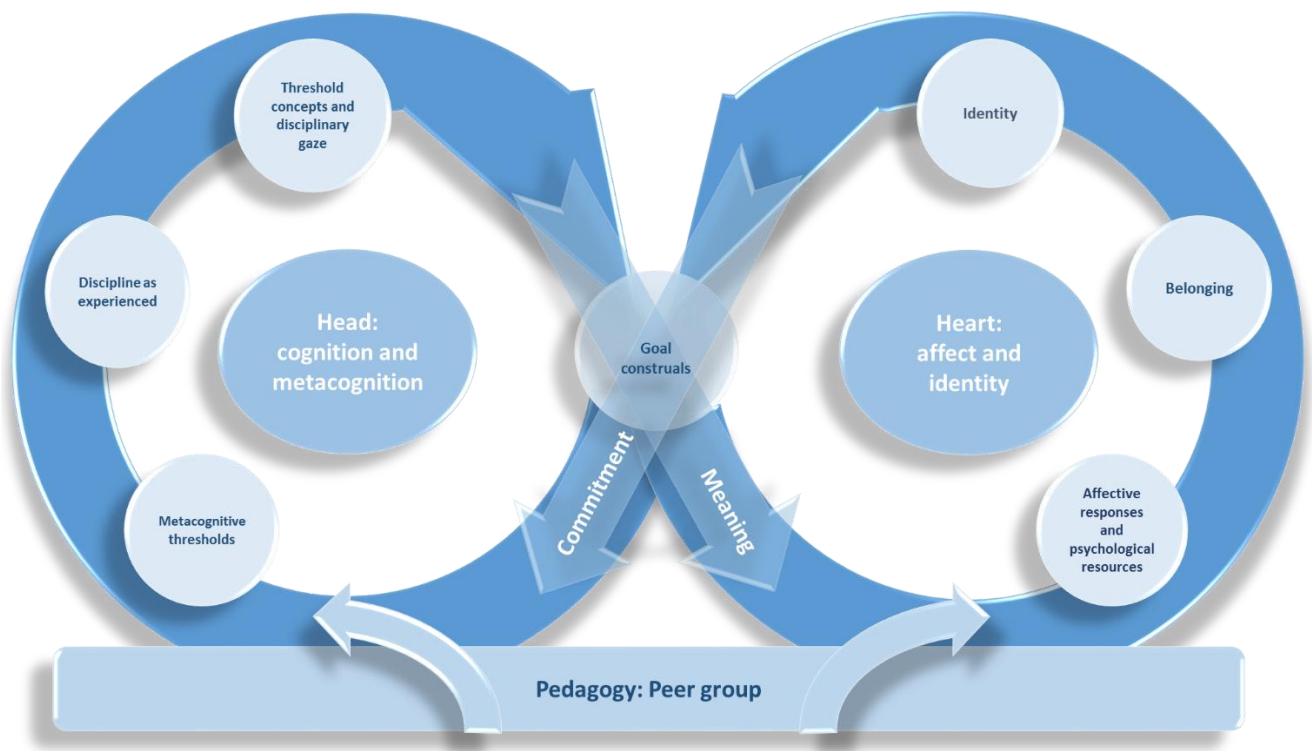 Threshold
concepts and
disciplinary
gaze
Identity
Discipline as
experienced
Belonging
Head:
cognition and
metacognition
Goal
construals
Heart:
affect and
identity
Commitment
Meaning
Metacognitive
thresholds
Affective
responses
and
psychological
resources
Pedagogy: Peer group